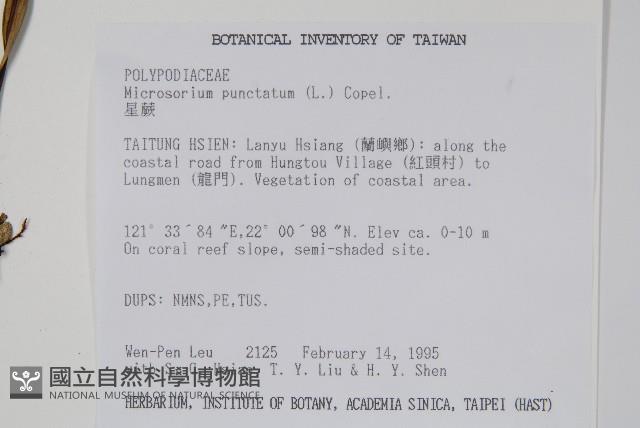 BOTANICAL INVENTORY OF TAIWAN
POLYPODIACEAE
Microsorium punctatum (L.) Copel.
星蕨
TAITUNG HSIEN: Lanyu Hsiang (蘭嶼鄉): along the
coastal road from Hungtou Village (紅頭村) to
Lungmen (龍門). Vegetation of coastal area.
121° 33´84 "E,22° 00´98 "N. Elev ca. 0-10 m
On coral reef slope, semi-shaded site.
DUPS: NMNS,PE,TUS.
Wen-Pen Leu 2125 February 14, 1995
T. Y. Liu & H. Y. Shen
國立自然科學博物館
NATIONAL MUSEUM OF NATURAL SCIENCE
HERBARIUM, INSTITUTE OF BOTANY, ACADEMIA SINICA, TAIPEI (HAST)